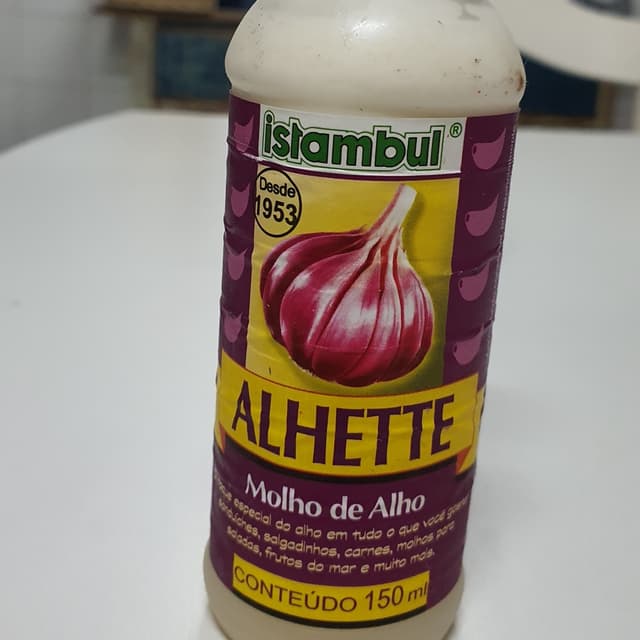 istambul®
Desde
1953
ALHETTE
Molho de Alho
toque especial do alho em tudo o que você
sanduíches, salgadinhos, carnes, molhos para
saladas, frutos do mar e muito mais.
CONTEÚDO 150 ml